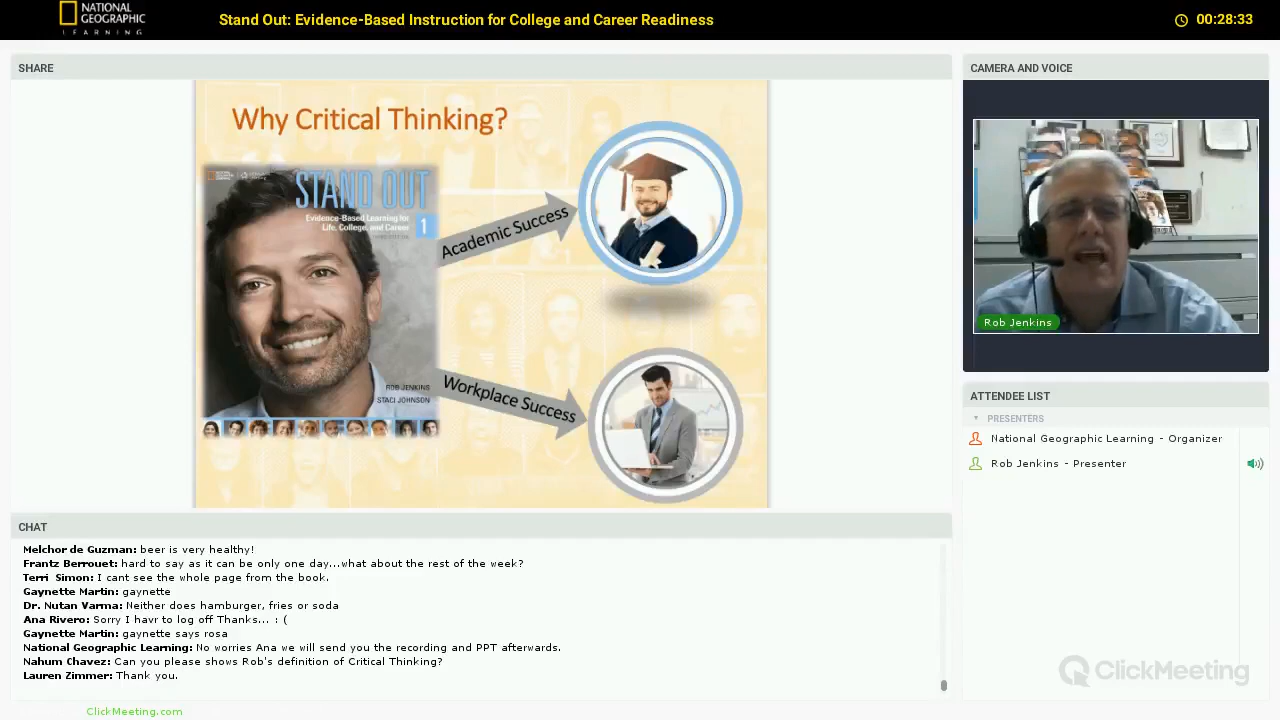 NATIONAL
GEOGRAPHIC
LEARNING
Stand Out: Evidence-Based Instruction for College and Career Readiness
00:28:33
SHARE
Why Critical Thinking?
STAND OUT
Evidence-Based Learning for
Life, College, and Career
1
ROB JENKINS
STACI JOHNSON
Academic Success
Workplace Success
CAMERA AND VOICE
Rob Jenkins
ATTENDEE LIST
PRESENTERS
National Geographic Learning - Organizer
Rob Jenkins - Presenter
CHAT
Melchor de Guzman: beer is very healthy!
Frantz Berrouet: hard to say as it can be only one day...what about the rest of the week?
Terri Simon: I cant see the whole page from the book.
Gaynette Martin: gaynette
Dr. Nutan Varma: Neither does hamburger, fries or soda
Ana Rivero: Sorry I havr to log off Thanks... : (
Gaynette Martin: gaynette says rosa
National Geographic Learning: No worries Ana we will send you the recording and PPT afterwards.
Nahum Chavez: Can you please shows Rob's definition of Critical Thinking?
Lauren Zimmer: Thank you.
ClickMeeting
ClickMeeting.com